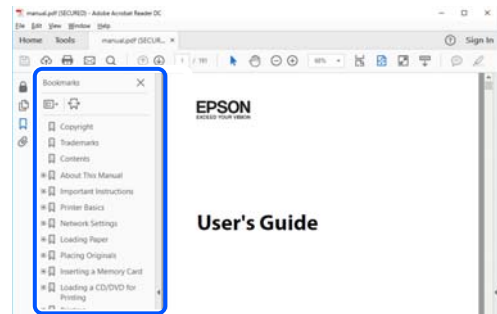 manual.pdf (SECURED) - Adobe Acrobat Reader DC
File Edit View Window Help
Home Tools manual.pdf (SECUR... × Sign In
1 / 191
Bookmarks
Copyright
Trademarks
Contents
About This Manual
Important Instructions
Printer Basics
Network Settings
Loading Paper
Placing Originals
Inserting a Memory Card
Loading a CD/DVD for
Printing
EPSON
EXCEED YOUR VISION
User's Guide